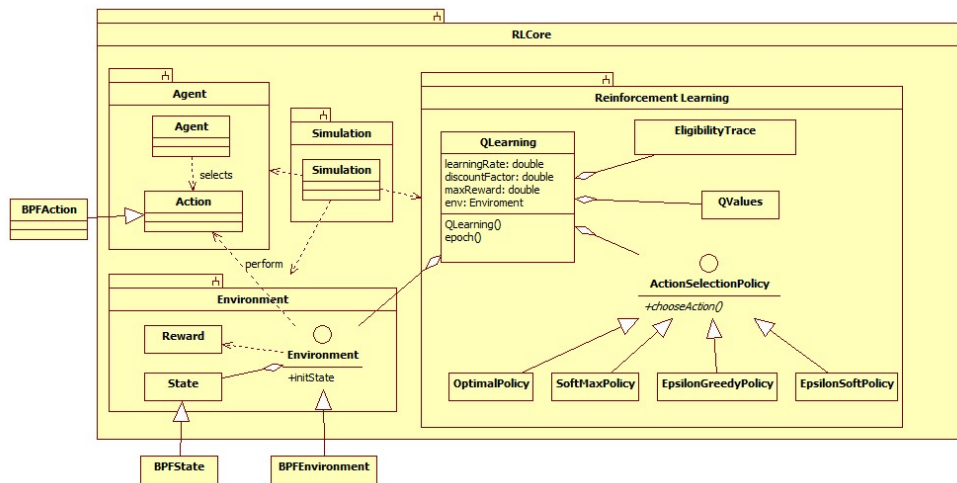 RLCore
Agent
Agent
selects
Action
BPFAction
Simulation
Simulation
perform
Reinforcement Learning
QLearning
learningRate: double
discountFactor: double
maxReward: double
env: Enviroment
QLearning()
epoch()
EligibilityTrace
QValues
ActionSelectionPolicy
+chooseAction()
OptimalPolicy
SoftMaxPolicy
EpsilonGreedyPolicy
EpsilonSoftPolicy
Environment
Reward
State
Environment
+initState
BPFState
BPFEnvironment